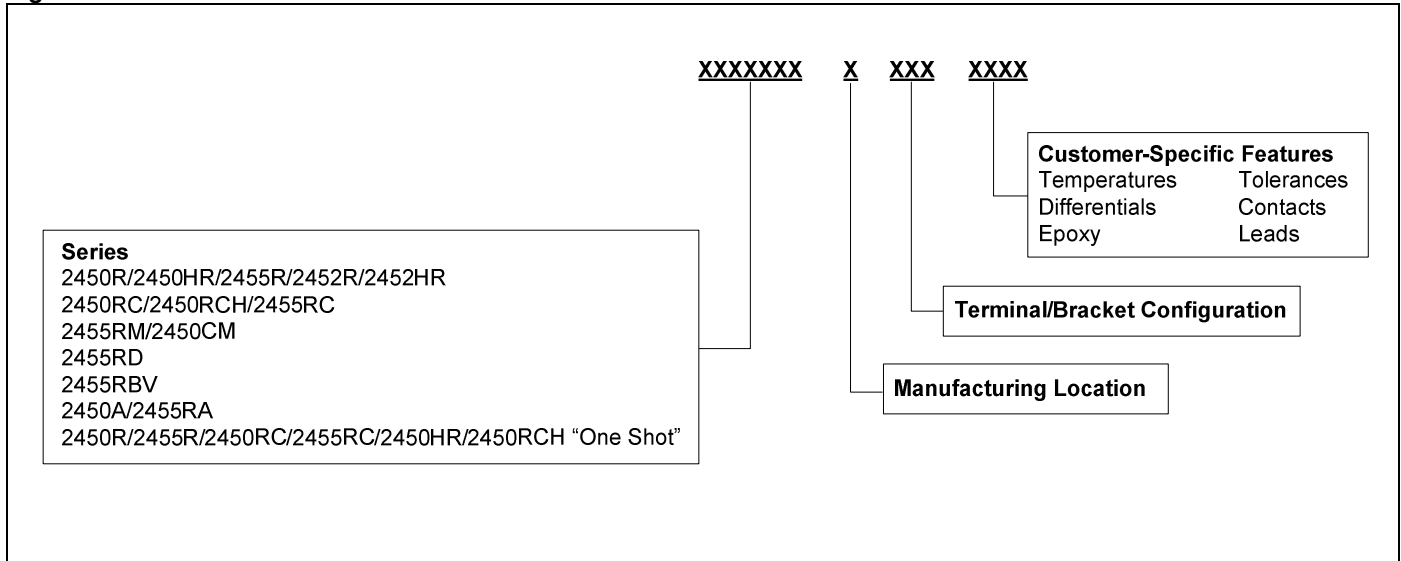 XXXXXXX X XXX XXXX
Customer-Specific Features
Temperatures Tolerances
Differentials Contacts
Epoxy Leads
Series
2450R/2450HR/2455R/2452R/2452HR
2450RC/2450RCH/2455RC
2455RM/2450CM
2455RD
2455RBV
2450A/2455RA
2450R/2455R/2450RC/2455RC/2450HR/2450RCH “One Shot”
Terminal/Bracket Configuration
Manufacturing Location